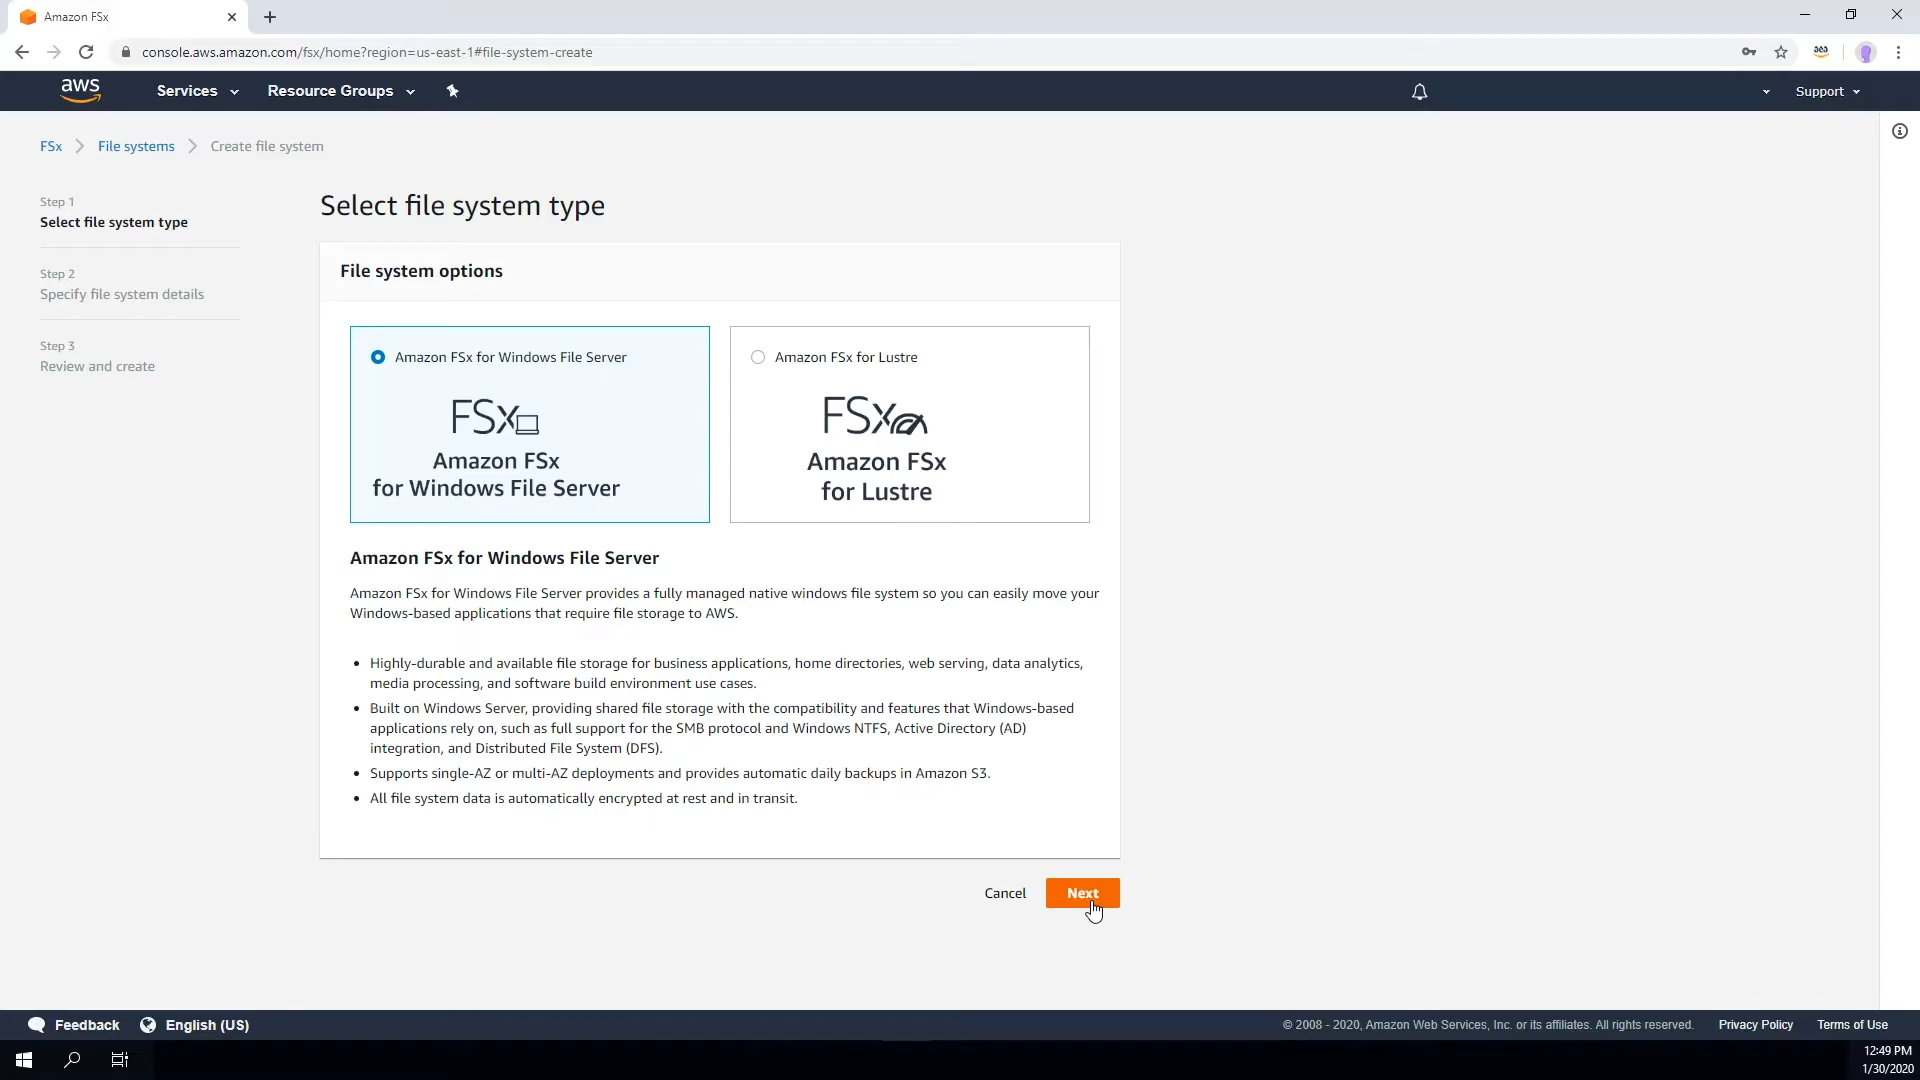 Amazon FSx
console.aws.amazon.com/fsx/home?region=us-east-1#file-system-create
aws
Services
Resource Groups
Support
FSx
File systems
Create file system
Step 1
Select file system type
Step 2
Specify file system details
Step 3
Review and create
Select file system type
File system options
Amazon FSx for Windows File Server
FSx
Amazon FSx
for Windows File Server
Amazon FSx for Lustre
FSx
Amazon FSx
for Lustre
Amazon FSx for Windows File Server
Amazon FSx for Windows File Server provides a fully managed native windows file system so you can easily move your
Windows-based applications that require file storage to AWS.
• Highly-durable and available file storage for business applications, home directories, web serving, data analytics,
media processing, and software build environment use cases.
• Built on Windows Server, providing shared file storage with the compatibility and features that Windows-based
applications rely on, such as full support for the SMB protocol and Windows NTFS, Active Directory (AD)
integration, and Distributed File System (DFS).
• Supports single-AZ or multi-AZ deployments and provides automatic daily backups in Amazon S3.
• All file system data is automatically encrypted at rest and in transit.
Cancel
Next
Feedback
English (US)
© 2008 - 2020, Amazon Web Services, Inc. or its affiliates. All rights reserved.
Privacy Policy
Terms of Use
12:49 PM
1/30/2020